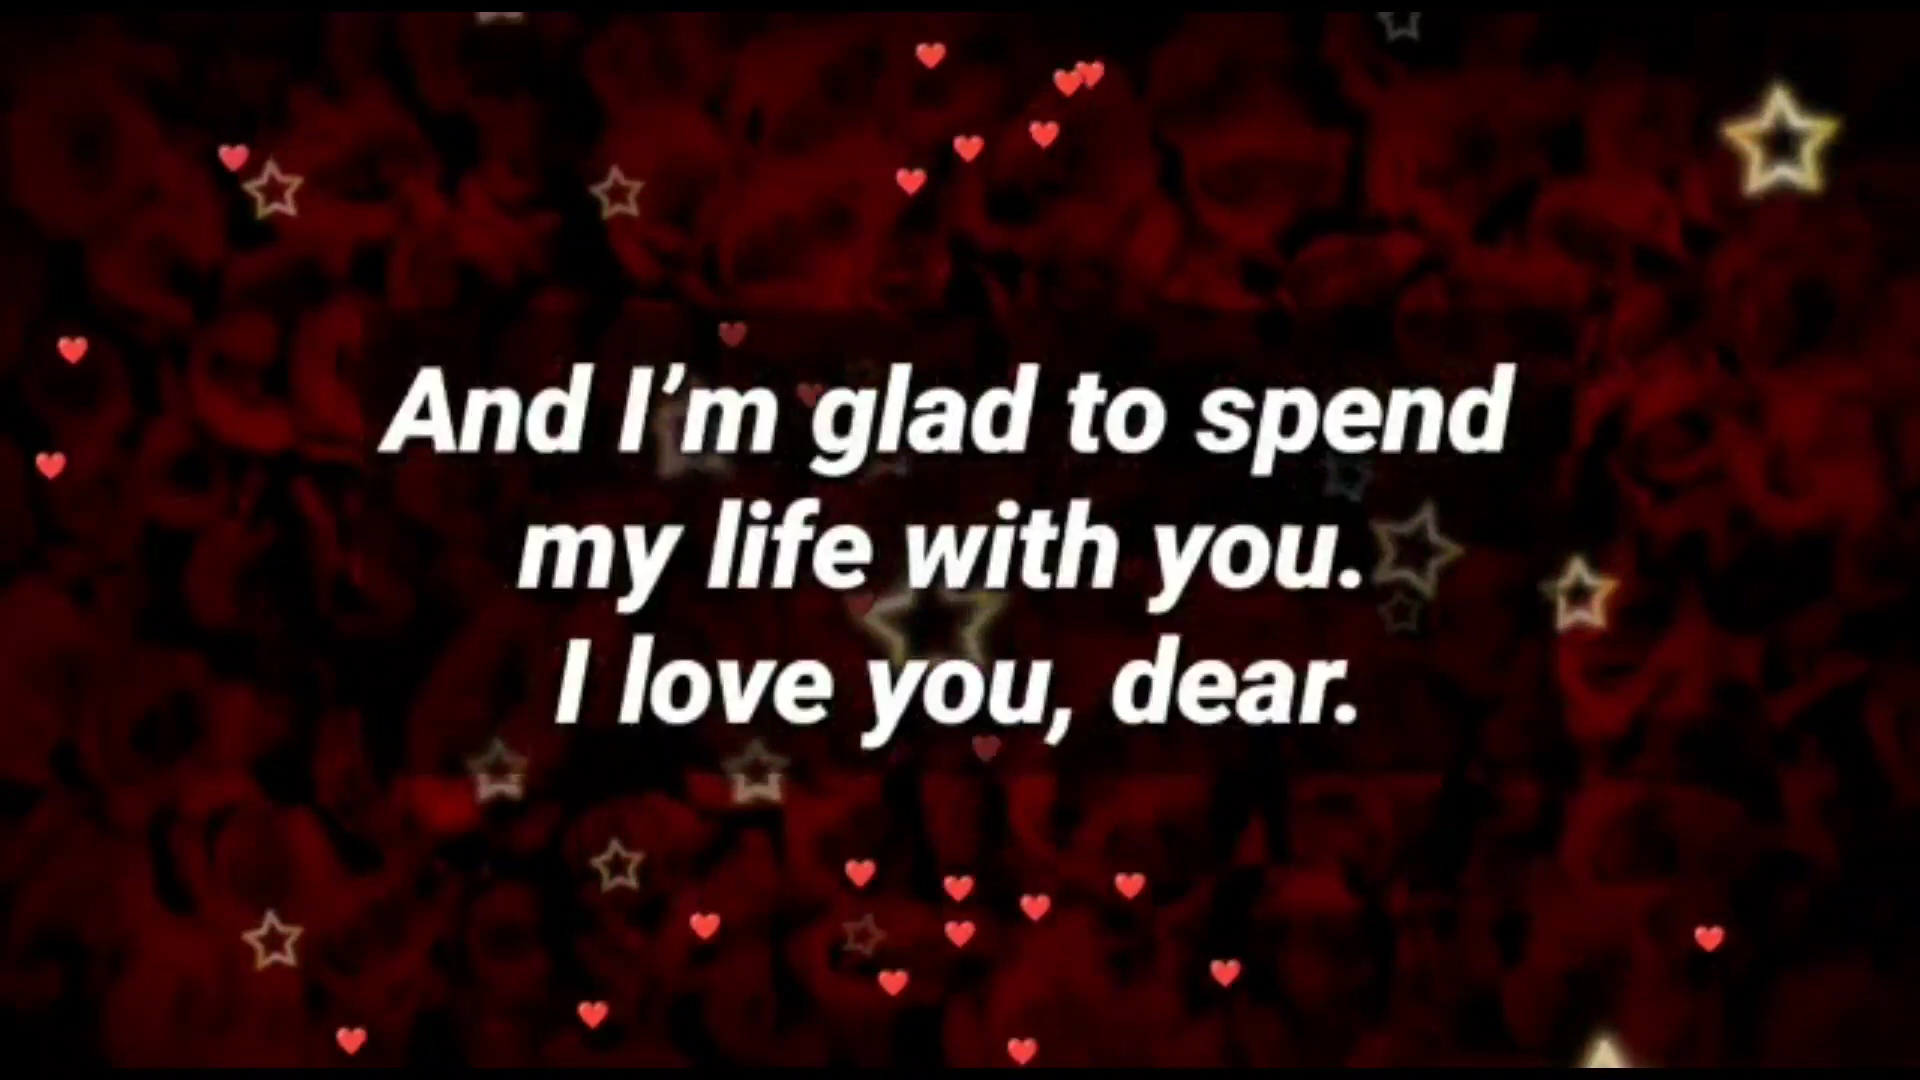 And I’m glad to spend
my life with you.
I love you, dear.